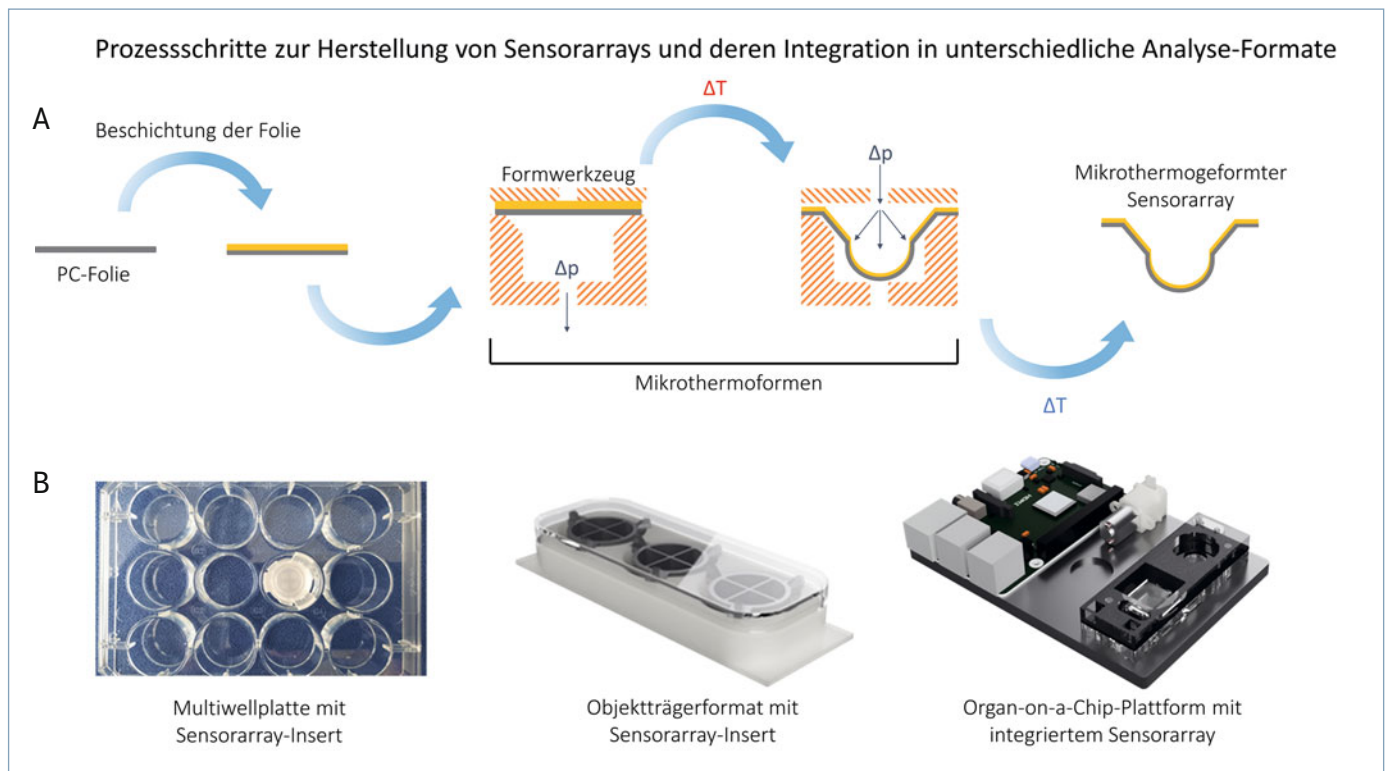 Prozessschritte zur Herstellung von Sensorarrays und deren Integration in unterschiedliche Analyse-Formate
A
Beschichtung der Folie
PC-Folie
Formwerkzeug
Δp
ΔT
Δp
Mikrothermoformen
Mikrothermogeformter
Sensorarray
ΔT
B
Multiwellplatte mit
Sensorarray-Insert
Objektträgerformat mit
Sensorarray-Insert
Organ-on-a-Chip-Plattform mit
integriertem Sensorarray